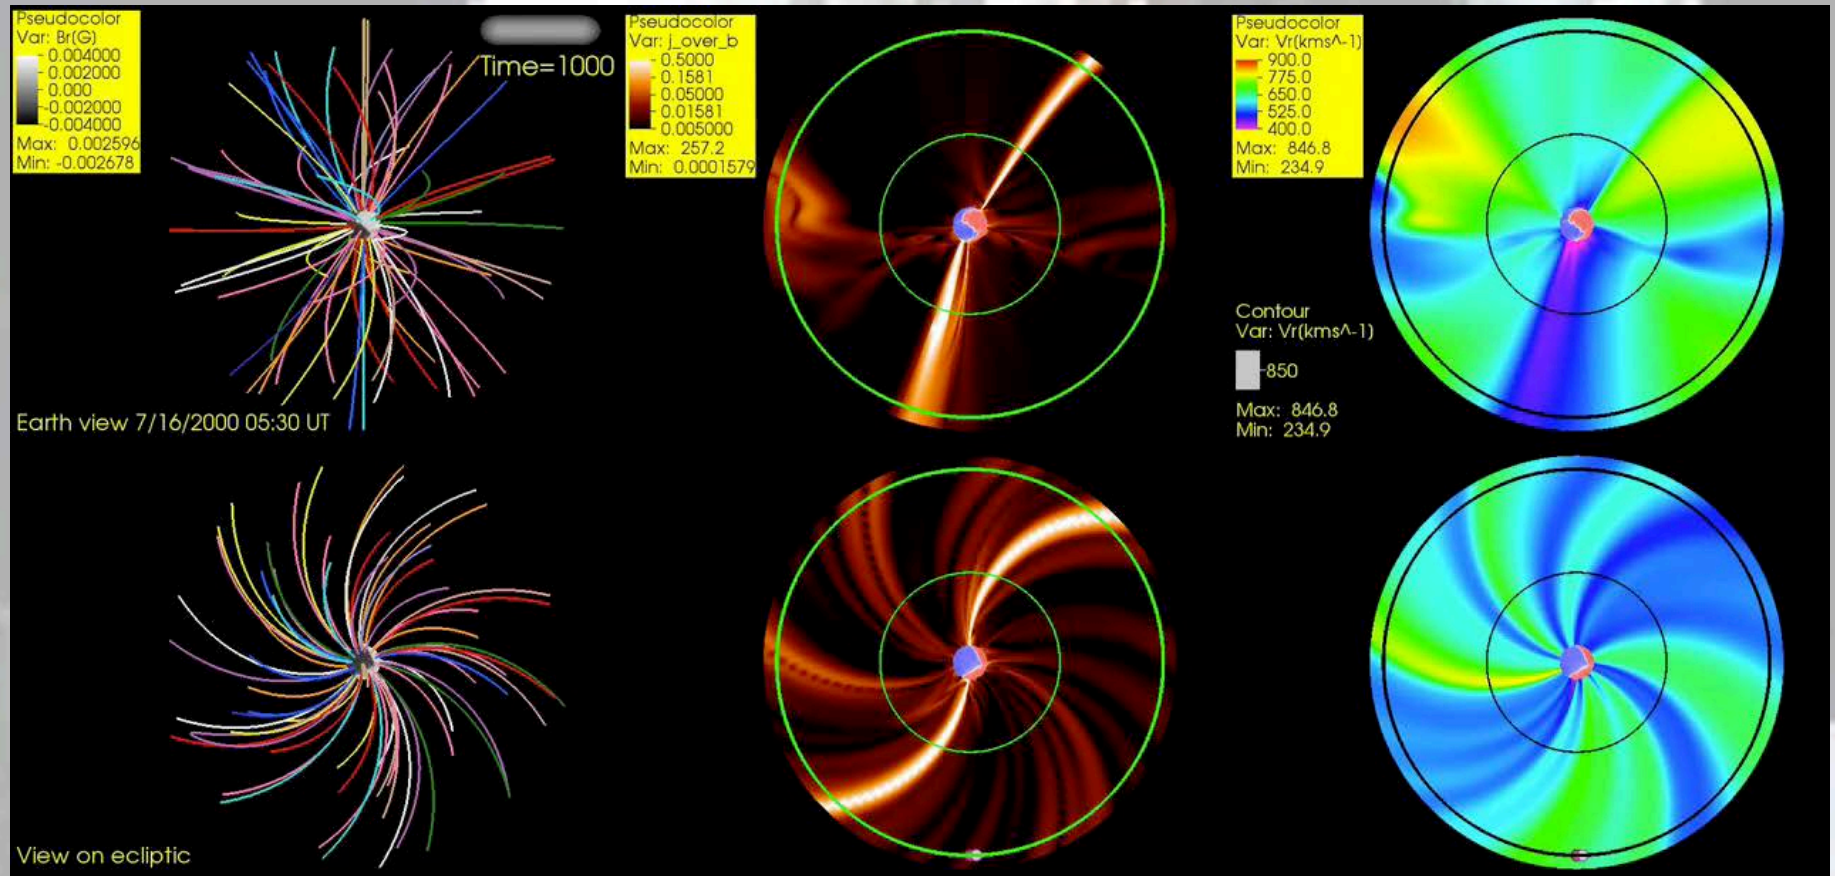 Pseudocolor
Var: Br(G)
0.004000
0.002000
0.000
-0.002000
-0.004000
Max: 0.002596
Min: -0.002678
Time=1000
Pseudocolor
Var: j_over_b
0.5000
0.1581
0.05000
0.01581
0.005000
Max: 257.2
Min: 0.0001579
Pseudocolor
Var: Vr(kms^-1)
900.0
775.0
650.0
525.0
400.0
Max: 846.8
Min: 234.9
Contour
Var: Vr(kms^-1)
850
Max: 846.8
Min: 234.9
Earth view 7/16/2000 05:30 UT
View on ecliptic